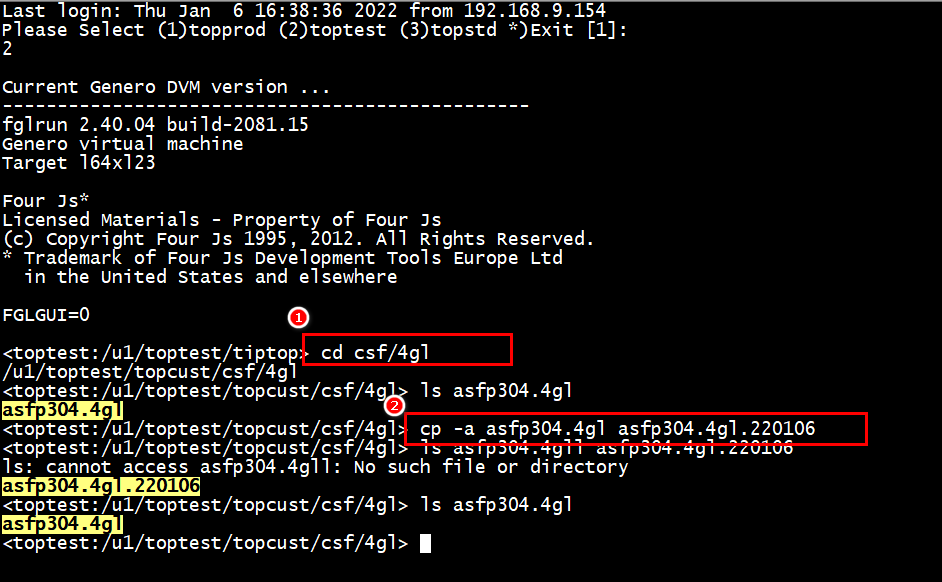 Last login: Thu Jan  6 16:38:36 2022 from 192.168.9.154
Please Select (1)topprod (2)toptest (3)topstd *)Exit [1]:
2
Current Genero DVM version ...
------------------------------------------------
fglrun 2.40.04 build-2081.15
Genero virtual machine
Target l64xl23
Four Js*
Licensed Materials - Property of Four Js
(c) Copyright Four Js 1995, 2012. All Rights Reserved.
* Trademark of Four Js Development Tools Europe Ltd
  in the United States and elsewhere
FGLGUI=0
1
<toptest:/u1/toptest/tiptop> cd csf/4gl
/u1/toptest/topcust/csf/4gl
<toptest:/u1/toptest/topcust/csf/4gl> ls asfp304.4gl
asfp304.4gl
2
<toptest:/u1/toptest/topcust/csf/4gl> cp -a asfp304.4gl asfp304.4gl.220106
<toptest:/u1/toptest/topcust/csf/4gl> ls asfp304.4gll asfp304.4gl.220106
ls: cannot access asfp304.4gll: No such file or directory
asfp304.4gl.220106
<toptest:/u1/toptest/topcust/csf/4gl> ls asfp304.4gl
asfp304.4gl
<toptest:/u1/toptest/topcust/csf/4gl>